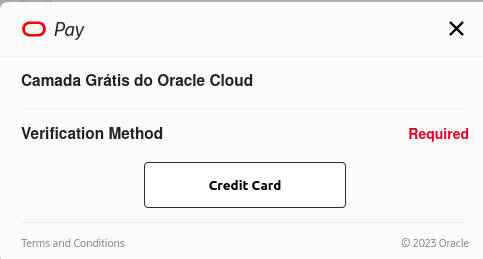 Pay
Camada Grátis do Oracle Cloud
Verification Method Required
Credit Card
Terms and Conditions © 2023 Oracle